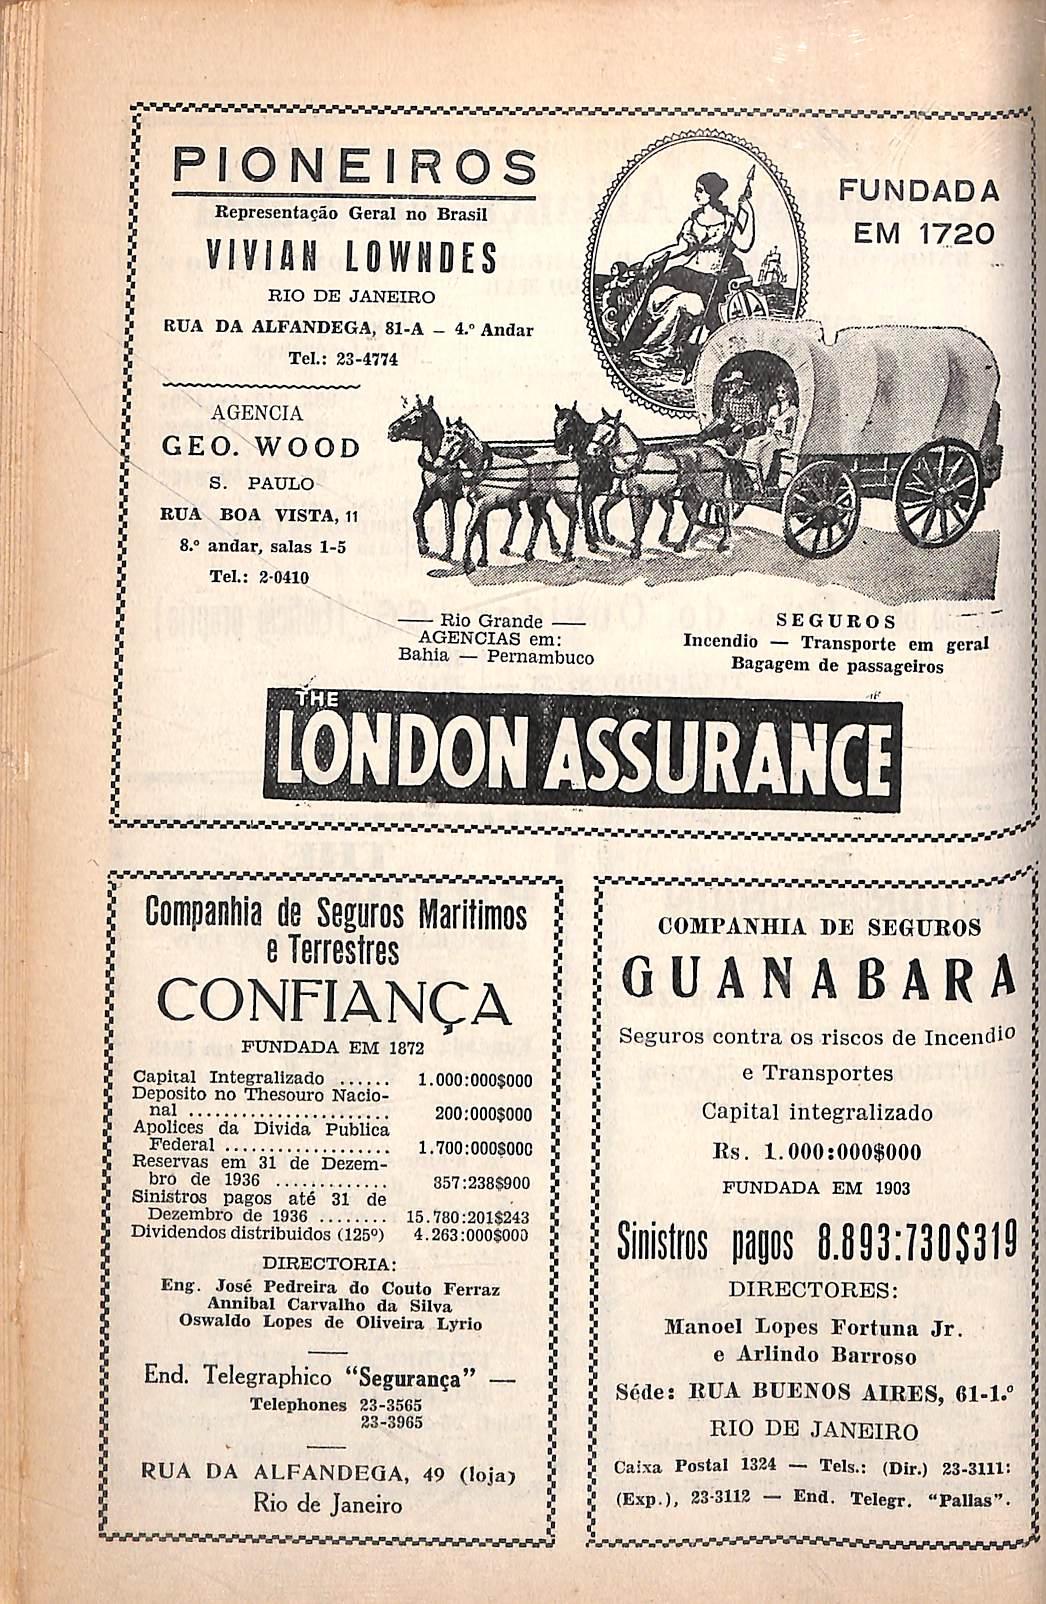 PIONEIROS
Representação Geral no Brasil
VIVIAN LOWNDES
RIO DE JANEIRO
RUA DA ALFANDEGA, 81-A — 4.º Andar
Tel.: 23-4774
AGENCIA
GEO. WOOD
S. PAULO
RUA BOA VISTA, 11
8.º andar, salas 1-5
Tel.: 2-0410
FUNDADA
EM 1720
— Rio Grande —
AGENCIAS em:
Bahia — Pernambuco
SEGUROS
Incendio — Transporte em geral
Bagagem de passageiros
THE
LONDON ASSURANCE
Companhia de Seguros Maritimos
e Terrestres
CONFIANÇA
FUNDADA EM 1872
Capital Integralizado ...... 1.000:000$000
Deposito no Thesouro Nacio-
nal ....................... 200:000$000
Apolices da Divida Publica
Federal ................... 1.700:000$000
Reservas em 31 de Dezem-
bro de 1936 ............. 857:238$900
Sinistros pagos até 31 de
Dezembro de 1936 ........ 15.780:201$243
Dividendos distribuidos (125º) 4.263:000$000
DIRECTORIA:
Eng. José Pedreira do Couto Ferraz
Annibal Carvalho da Silva
Oswaldo Lopes de Oliveira Lyrio
End. Telegraphico "Segurança" —
Telephones 23-3565
23-3965
RUA DA ALFANDEGA, 49 (loja)
Rio de Janeiro
COMPANHIA DE SEGUROS
GUANABARA
Seguros contra os riscos de Incendio
e Transportes
Capital integralizado
Rs. 1.000:000$000
FUNDADA EM 1903
Sinistros pagos 8.893:730$319
DIRECTORES:
Manoel Lopes Fortuna Jr.
e Arlindo Barroso
Séde: RUA BUENOS AIRES, 61-1.º
RIO DE JANEIRO
Caixa Postal 1324 — Tels.: (Dir.) 23-3111:
(Exp.), 23-3112 — End. Telegr. "Pallas".